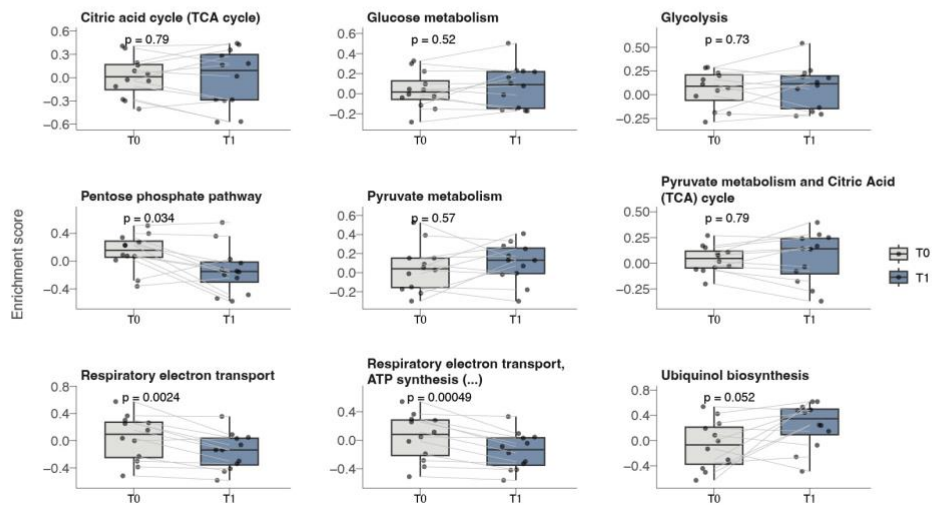 Citric acid cycle (TCA cycle)
p = 0.79
0.6
0.3
0.0
−0.3
−0.6
T0
T1
Glucose metabolism
p = 0.52
0.6
0.4
0.2
0.0
−0.2
T0
T1
Glycolysis
p = 0.73
0.50
0.25
0.00
−0.25
T0
T1
Enrichment score
Pentose phosphate pathway
p = 0.034
0.4
0.0
−0.4
T0
T1
Pyruvate metabolism
p = 0.57
0.6
0.4
0.2
0.0
−0.2
T0
T1
Pyruvate metabolism and Citric Acid
(TCA) cycle
p = 0.79
0.50
0.25
0.00
−0.25
T0
T1
T0
T1
Respiratory electron transport
p = 0.0024
0.8
0.4
0.0
−0.4
T0
T1
Respiratory electron transport,
ATP synthesis (...)
p = 0.00049
0.4
0.0
−0.4
T0
T1
Ubiquinol biosynthesis
p = 0.052
0.8
0.4
0.0
−0.4
T0
T1